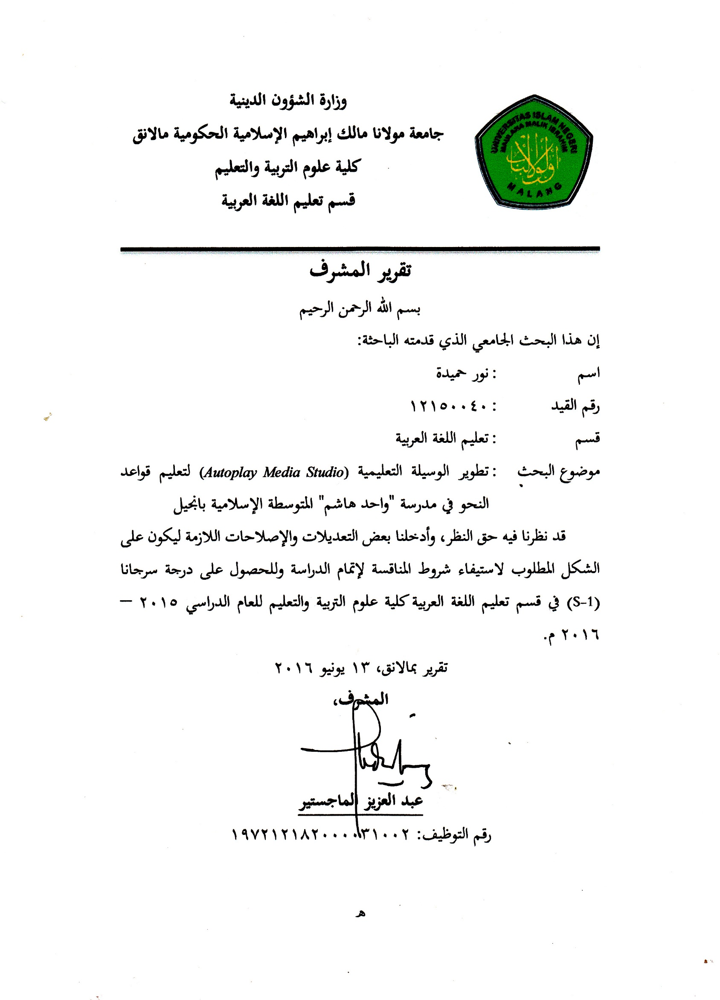 وزارة الشؤون الدينية
جامعة مولانا مالك إبراهيم الإسلامية الحكومية مالانق
كلية علوم التربية والتعليم
قسم تعليم اللغة العربية
UNIVERSITAS ISLAM NEGERI
MAULANA MALIK IBRAHIM
MALANG
تقرير المشرف
بسم الله الرحمن الرحيم
إن هذا البحث الجامعي الذي قدمته الباحثة:
اسم : نور حميدة
رقم القيد : ١٢١٥٠٠٤٠
قسم : تعليم اللغة العربية
موضوع البحث : تطوير الوسيلة التعليمية (Autoplay Media Studio) لتعليم قواعد
النحو في مدرسة "واحد هاشم" المتوسطة الإسلامية بانجيل
قد نظرنا فيه حق النظر، وأدخلنا بعض التعديلات والإصلاحات اللازمة ليكون على
الشكل المطلوب لاستيفاء شروط المناقسة لإتمام الدراسة وللحصول على درجة سرجانا
(S-1) في قسم تعليم اللغة العربية كلية علوم التربية والتعليم للعام الدراسي ٢٠١٥ –
٢٠١٦ م.
تقرير بمالانق، ١٣ يونيو ٢٠١٦
المشرف،
عبد العزيز الماجستير
رقم التوظيف: ١٩٧٢١٢١٨٢٠٠٠٠٣١٠٠٢
ه